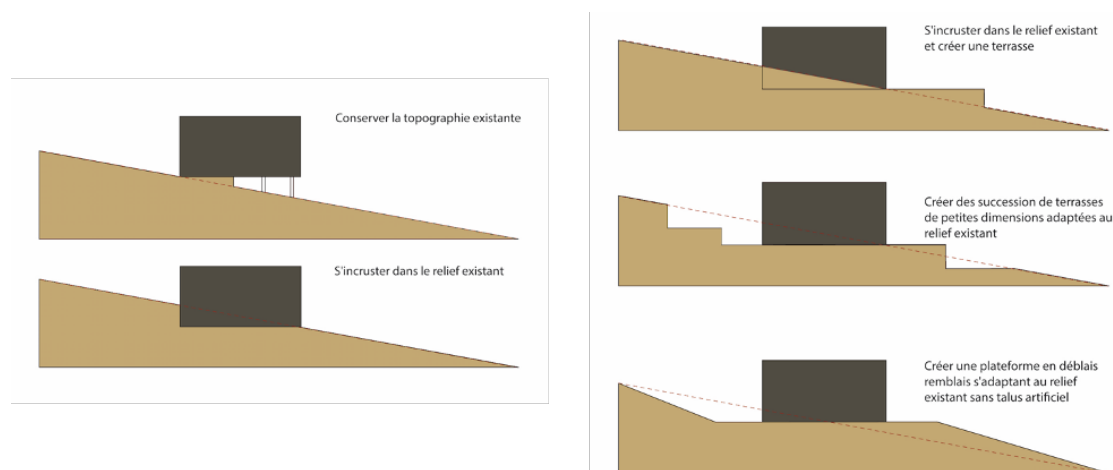 Conserver la topographie existante
S'incruster dans le relief existant
S'incruster dans le relief existant
et créer une terrasse
Créer des succession de terrasses
de petites dimensions adaptées au
relief existant
Créer une plateforme en déblais
remblais s'adaptant au relief
existant sans talus artificiel